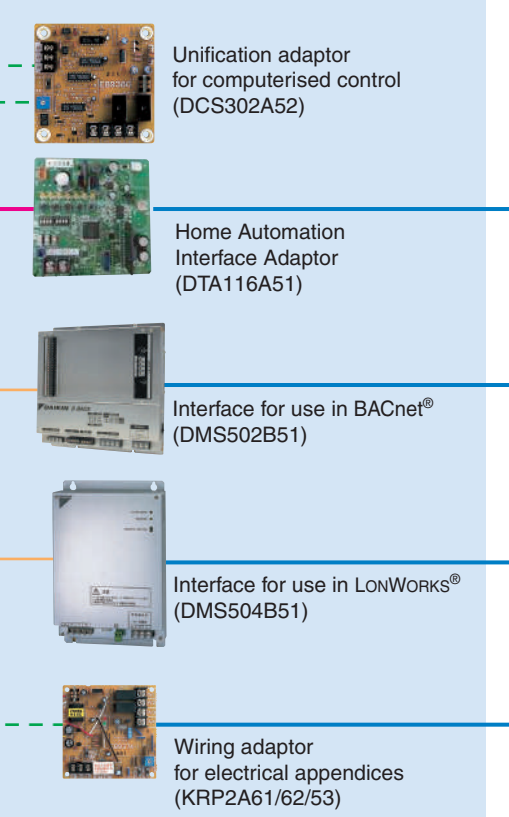 Unification adaptor
for computerised control
(DCS302A52)
Home Automation
Interface Adaptor
(DTA116A51)
DAIKIN
Interface for use in BACnet®
(DMS502B51)
Interface for use in LONWORKS®
(DMS504B51)
Wiring adaptor
for electrical appendices
(KRP2A61/62/53)